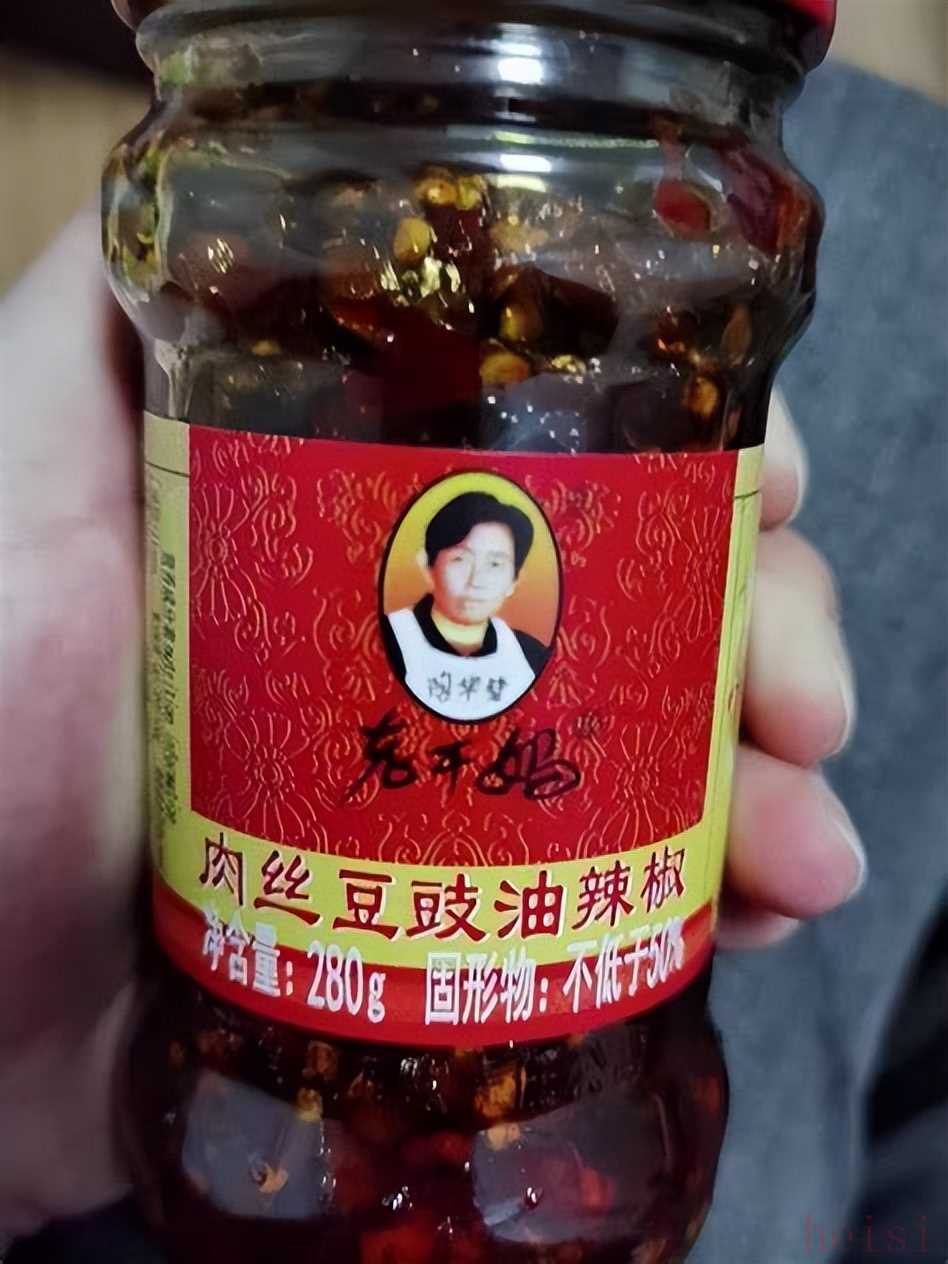 陶华碧
老干妈
肉丝豆豉油辣椒
净含量:280g 固形物:不低于50%
heisi